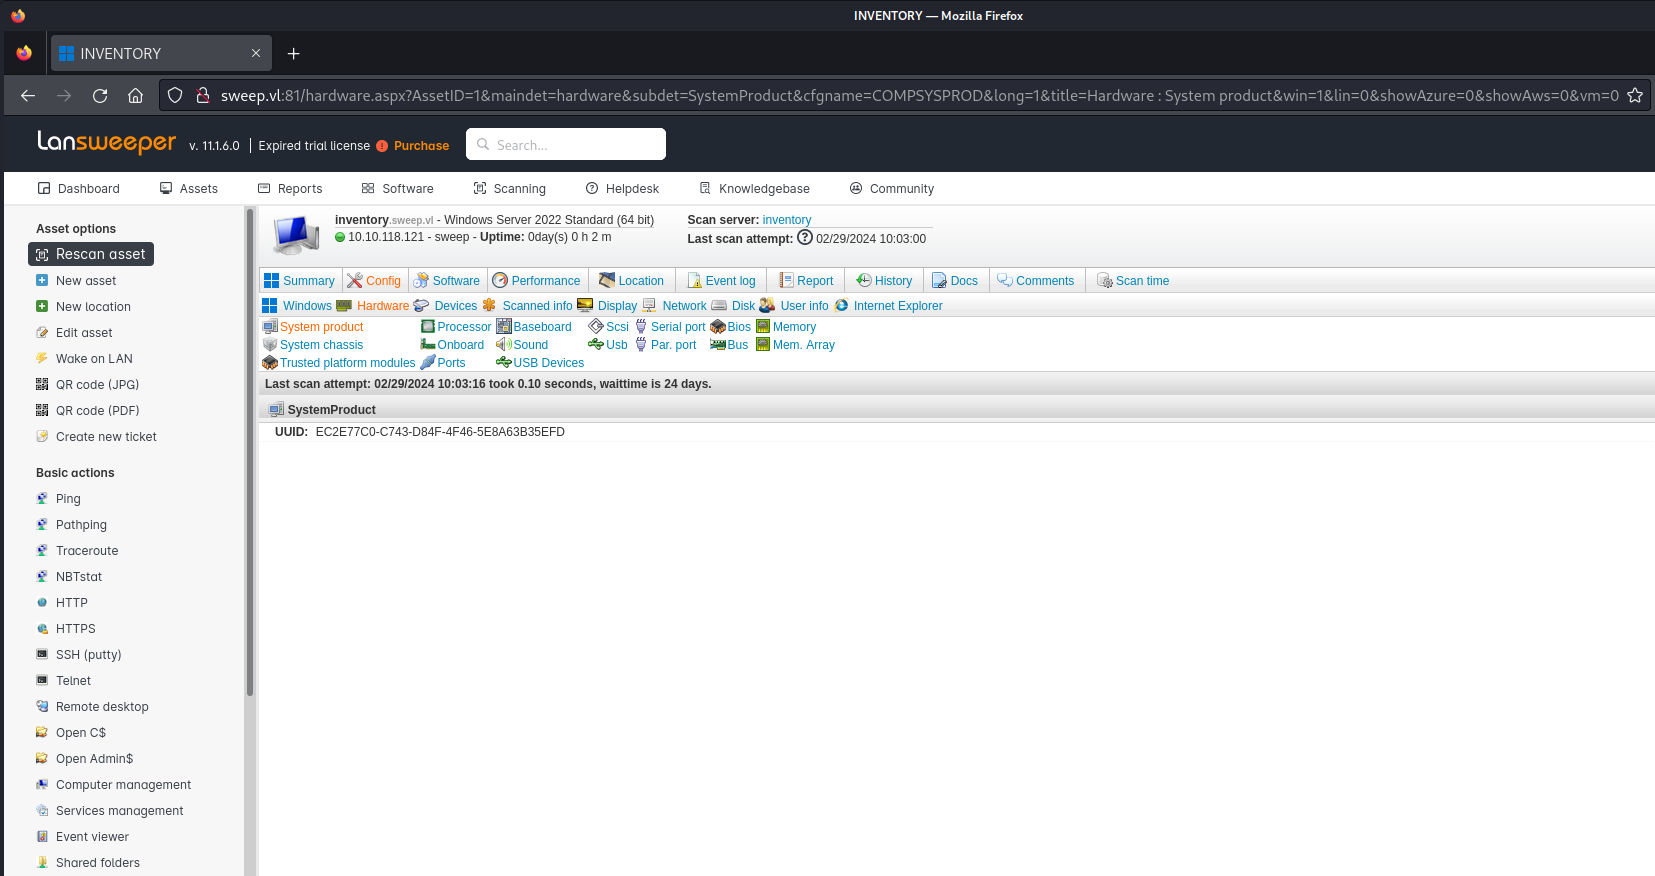 INVENTORY — Mozilla Firefox
INVENTORY
sweep.vl:81/hardware.aspx?AssetID=1&maindet=hardware&subdet=SystemProduct&cfgname=COMPSYSPROD&long=1&title=Hardware : System product&win=1&lin=0&showAzure=0&showAws=0&vm=0
Lansweeper v. 11.1.6.0 | Expired trial license Purchase Search...
Dashboard Assets Reports Software Scanning Helpdesk Knowledgebase Community
Asset options
Rescan asset
New asset
New location
Edit asset
Wake on LAN
QR code (JPG)
QR code (PDF)
Create new ticket
Basic actions
Ping
Pathping
Traceroute
NBTstat
HTTP
HTTPS
SSH (putty)
Telnet
Remote desktop
Open C$
Open Admin$
Computer management
Services management
Event viewer
Shared folders
inventory.sweep.vl - Windows Server 2022 Standard (64 bit)
10.10.118.121 - sweep - Uptime: 0day(s) 0 h 2 m
Scan server: inventory
Last scan attempt: 02/29/2024 10:03:00
Summary Config Software Performance Location Event log Report History Docs Comments Scan time
Windows Hardware Devices Scanned info Display Network Disk User info Internet Explorer
System product Processor Baseboard Scsi Serial port Bios Memory
System chassis Onboard Sound Usb Par. port Bus Mem. Array
Trusted platform modules Ports USB Devices
Last scan attempt: 02/29/2024 10:03:16 took 0.10 seconds, waittime is 24 days.
SystemProduct
UUID: EC2E77C0-C743-D84F-4F46-5E8A63B35EFD